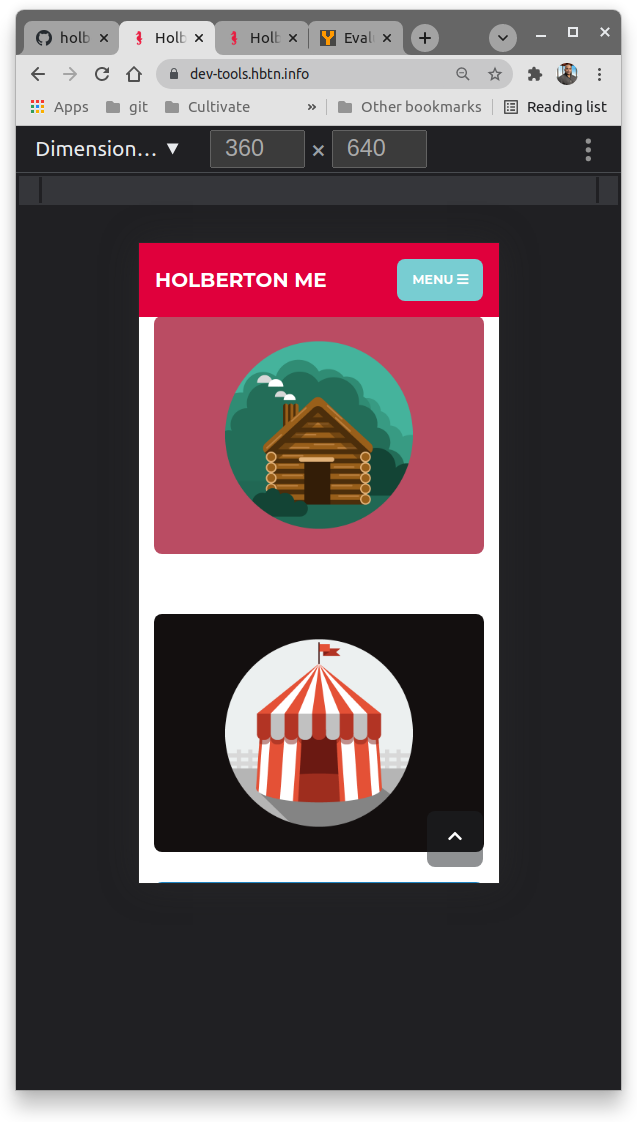 holb
Holb
Holb
Eval
dev-tools.hbtn.info
Apps git Cultivate » Other bookmarks Reading list
Dimension… ▼ 360 × 640
HOLBERTON ME MENU